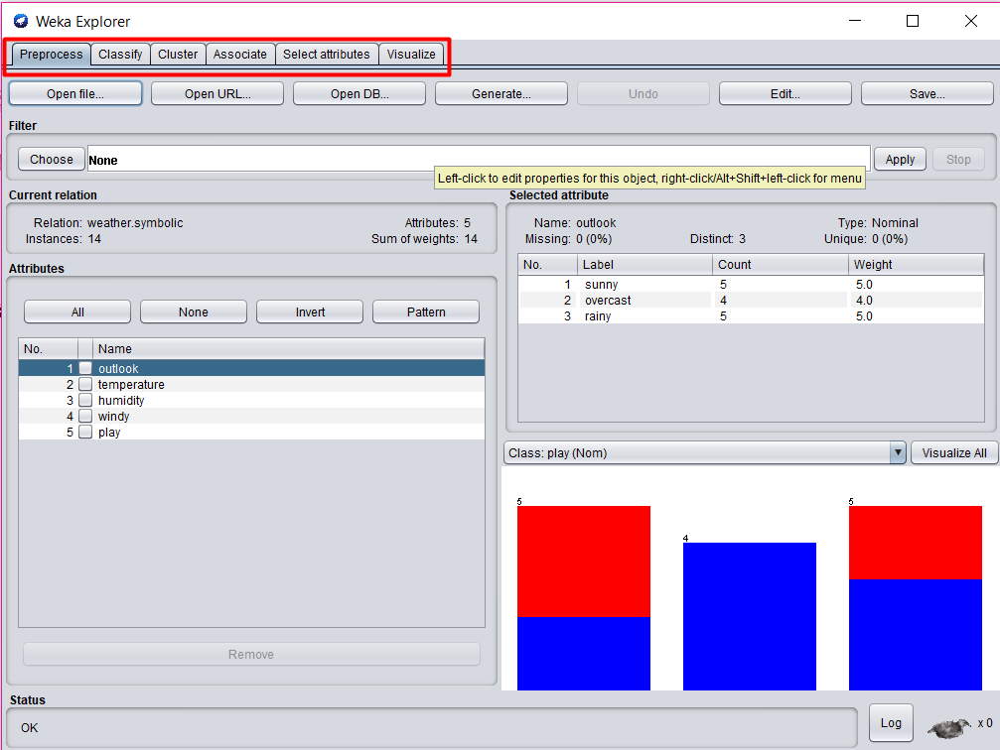 Weka Explorer
Preprocess Classify Cluster Associate Select attributes Visualize
Open file... Open URL... Open DB... Generate... Undo Edit... Save...
Filter
Choose None Apply Stop
Left-click to edit properties for this object, right-click/Alt+Shift+left-click for menu
Current relation
Relation: weather.symbolic Attributes: 5
Instances: 14 Sum of weights: 14
Attributes
All None Invert Pattern
No. Name
1 outlook
2 temperature
3 humidity
4 windy
5 play
Remove
Selected attribute
Name: outlook Type: Nominal
Missing: 0 (0%) Distinct: 3 Unique: 0 (0%)
No. Label Count Weight
1 sunny 5 5.0
2 overcast 4 4.0
3 rainy 5 5.0
Class: play (Nom) Visualize All
5 4 5
Status
OK Log x 0